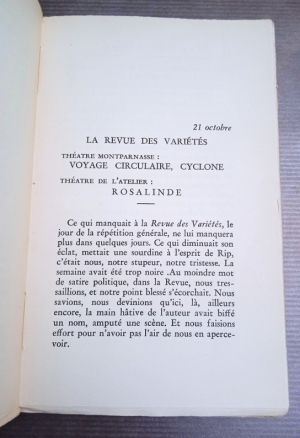 21 octobre
LA REVUE DES VARIÉTÉS
THÉATRE MONTPARNASSE :
VOYAGE CIRCULAIRE, CYCLONE
THÉATRE DE L'ATELIER :
ROSALINDE
Ce qui manquait à la Revue des Variétés, le
jour de la répétition générale, ne lui manquera
plus dans quelques jours. Ce qui diminuait son
éclat, mettait une sourdine à l'esprit de Rip,
c'était nous, notre stupeur, notre tristesse. La
semaine avait été trop noire .Au moindre mot
de satire politique, dans la Revue, nous tres-
saillions, et notre point blessé s'écorchait. Nous
savions, nous devinions qu'ici, là, ailleurs
encore, la main hâtive de l'auteur avait biffé
un nom, amputé une scène. Et nous faisions
effort pour n'avoir pas l'air de nous en aperce-
voir.